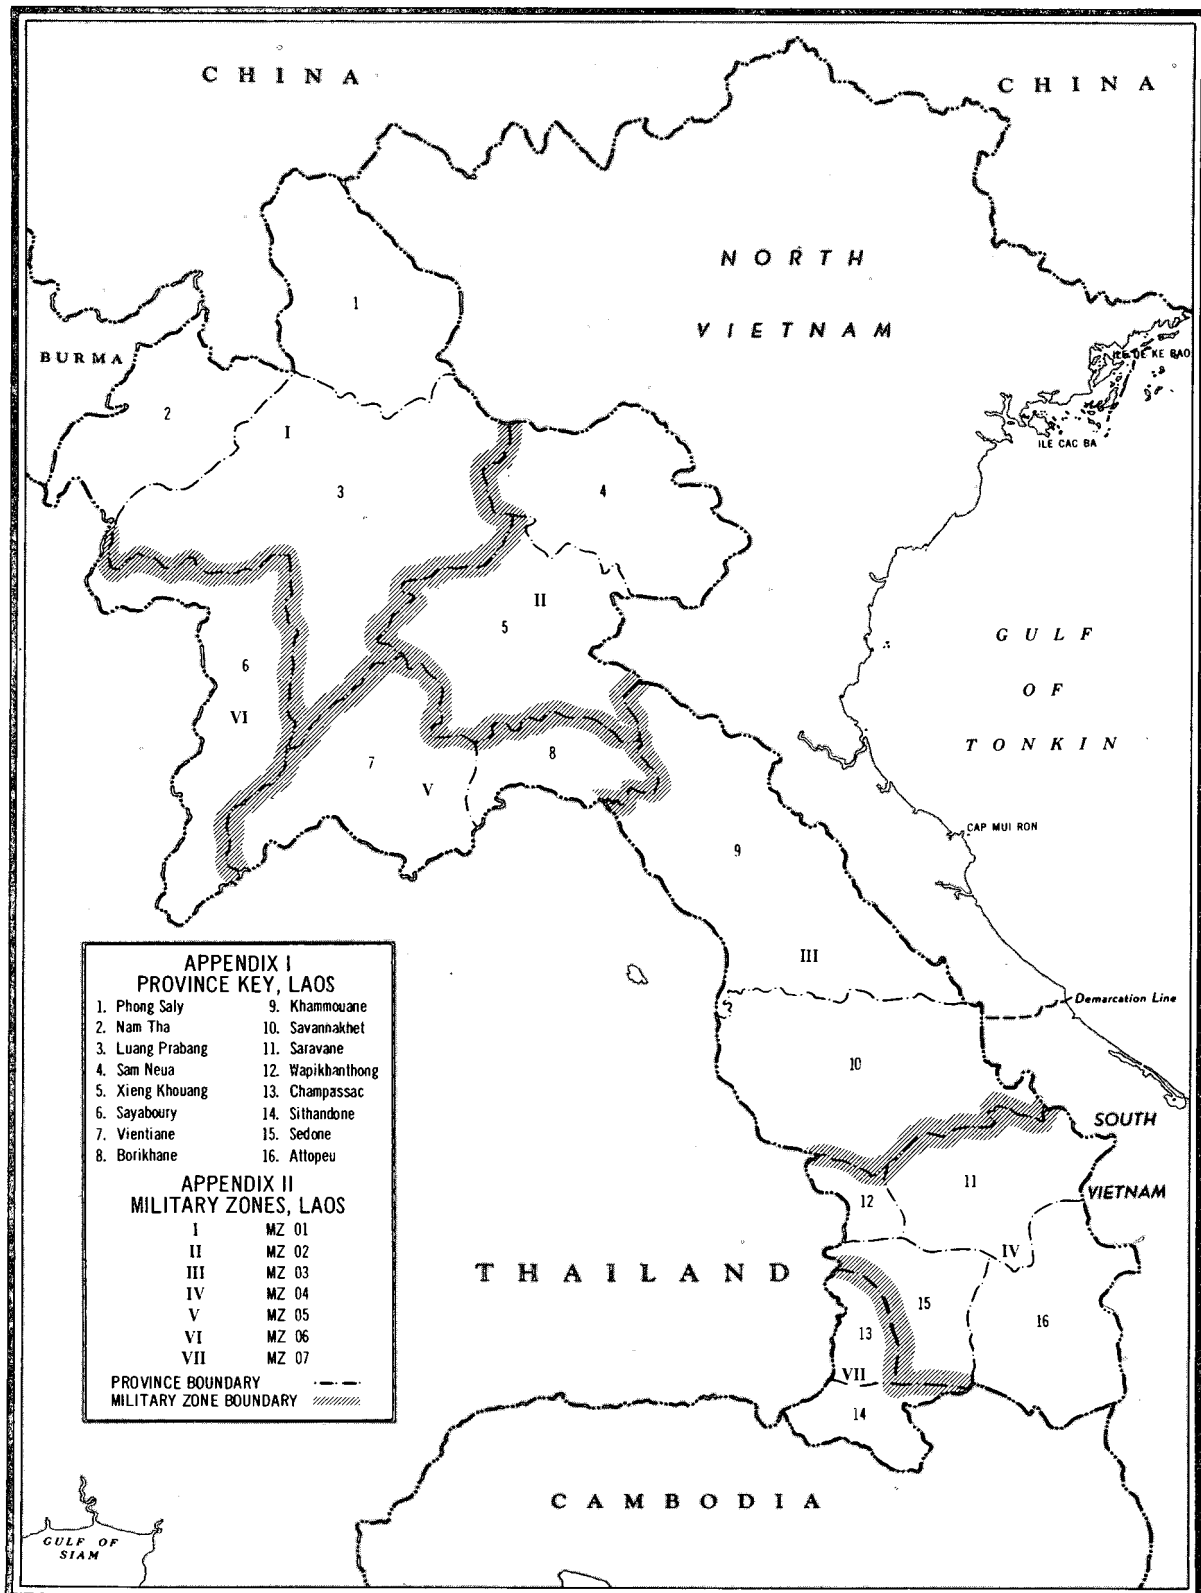 CHINA
CHINA
NORTH
VIETNAM
BURMA
ILE DE KE BAO
ILE CAC BA
1
2
I
3
4
II
5
GULF
OF
TONKIN
6
VI
7
V
8
CAP MUI RON
9
III
Demarcation Line
10
SOUTH
VIETNAM
11
12
IV
THAILAND
15
13
16
VII
14
CAMBODIA
GULF OF
SIAM
APPENDIX I
PROVINCE KEY, LAOS
1. Phong Saly 9. Khammouane
2. Nam Tha 10. Savannakhet
3. Luang Prabang 11. Saravane
4. Sam Neua 12. Wapikhanthong
5. Xieng Khouang 13. Champassac
6. Sayaboury 14. Sithandone
7. Vientiane 15. Sedone
8. Borikhane 16. Attopeu
APPENDIX II
MILITARY ZONES, LAOS
I MZ 01
II MZ 02
III MZ 03
IV MZ 04
V MZ 05
VI MZ 06
VII MZ 07
PROVINCE BOUNDARY
MILITARY ZONE BOUNDARY